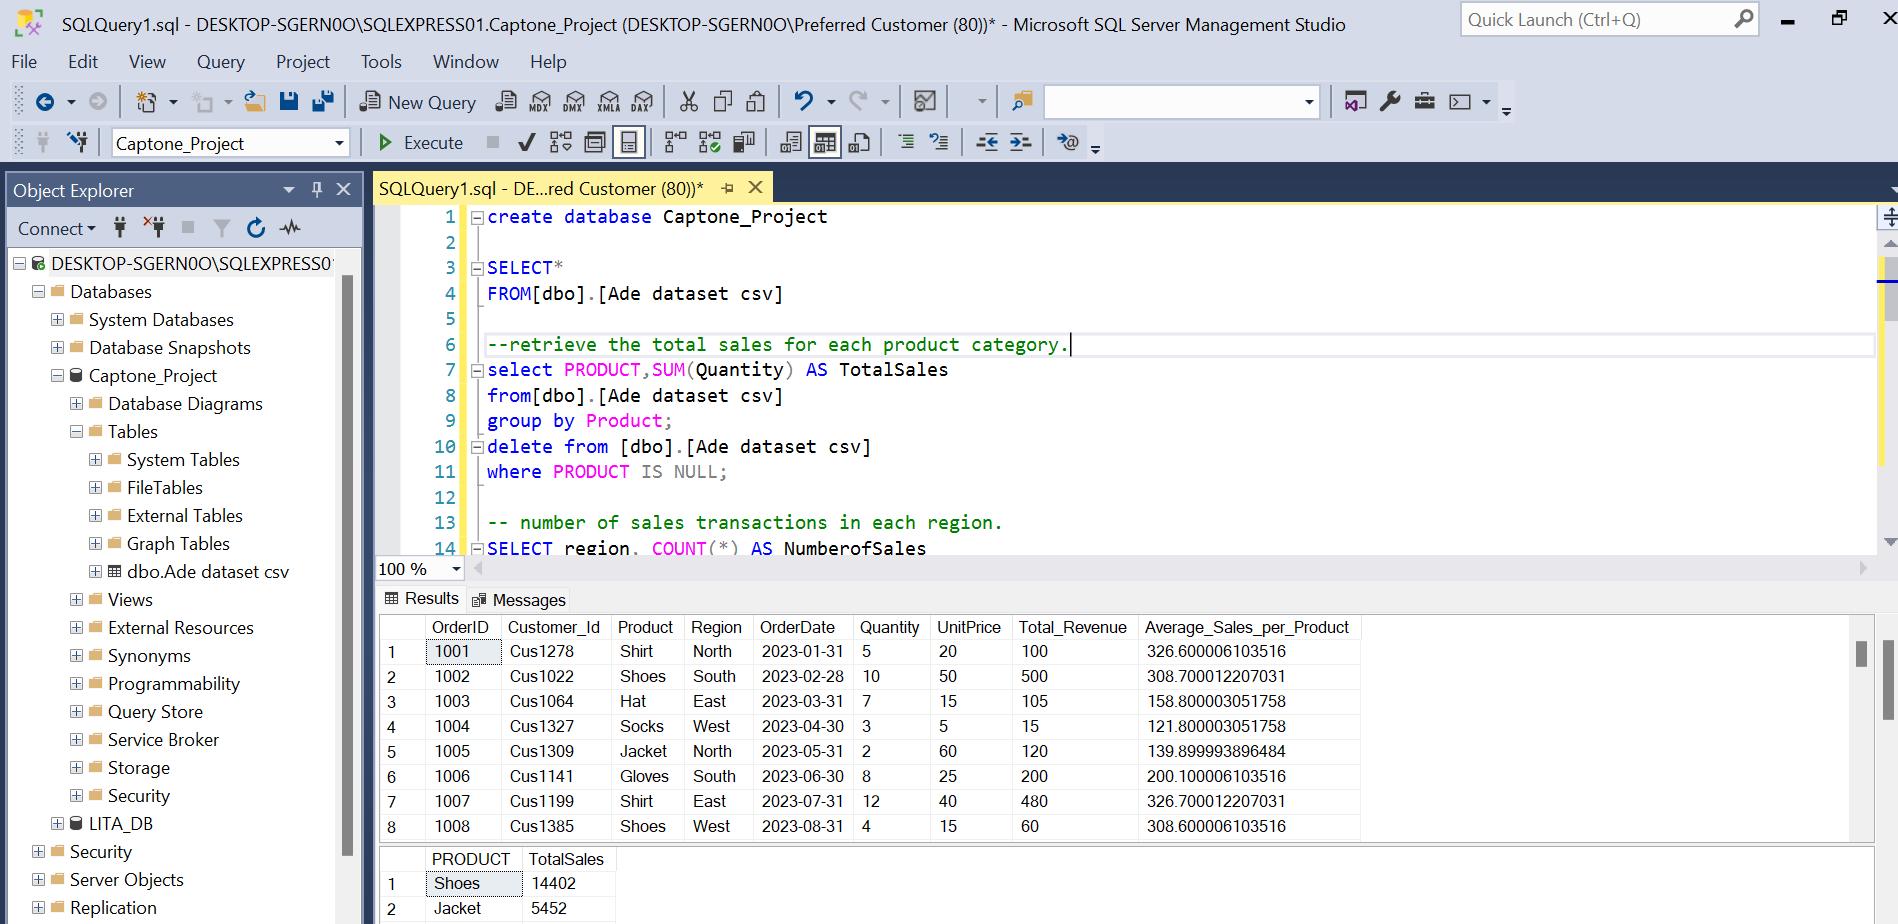 SQLQuery1.sql - DESKTOP-SGERN0O\SQLEXPRESS01.Captone_Project (DESKTOP-SGERN0O\Preferred Customer (80))* - Microsoft SQL Server Management Studio
Quick Launch (Ctrl+Q)
File Edit View Query Project Tools Window Help
New Query MDX DMX XMLA DAX
Captone_Project Execute
Object Explorer
Connect
DESKTOP-SGERN0O\SQLEXPRESS0
Databases
System Databases
Database Snapshots
Captone_Project
Database Diagrams
Tables
System Tables
FileTables
External Tables
Graph Tables
dbo.Ade dataset csv
Views
External Resources
Synonyms
Programmability
Query Store
Service Broker
Storage
Security
LITA_DB
Security
Server Objects
Replication
SQLQuery1.sql - DE...red Customer (80))*
1 create database Captone_Project
2
3 SELECT*
4 FROM[dbo].[Ade dataset csv]
5
6 --retrieve the total sales for each product category.
7 select PRODUCT,SUM(Quantity) AS TotalSales
8 from[dbo].[Ade dataset csv]
9 group by Product;
10 delete from [dbo].[Ade dataset csv]
11 where PRODUCT IS NULL;
12
13 -- number of sales transactions in each region.
14 SELECT region, COUNT(*) AS NumberofSales
100 %
Results Messages
OrderID Customer_Id Product Region OrderDate Quantity UnitPrice Total_Revenue Average_Sales_per_Product
1 1001 Cus1278 Shirt North 2023-01-31 5 20 100 326.600006103516
2 1002 Cus1022 Shoes South 2023-02-28 10 50 500 308.700012207031
3 1003 Cus1064 Hat East 2023-03-31 7 15 105 158.800003051758
4 1004 Cus1327 Socks West 2023-04-30 3 5 15 121.800003051758
5 1005 Cus1309 Jacket North 2023-05-31 2 60 120 139.899993896484
6 1006 Cus1141 Gloves South 2023-06-30 8 25 200 200.100006103516
7 1007 Cus1199 Shirt East 2023-07-31 12 40 480 326.700012207031
8 1008 Cus1385 Shoes West 2023-08-31 4 15 60 308.600006103516
PRODUCT TotalSales
1 Shoes 14402
2 Jacket 5452